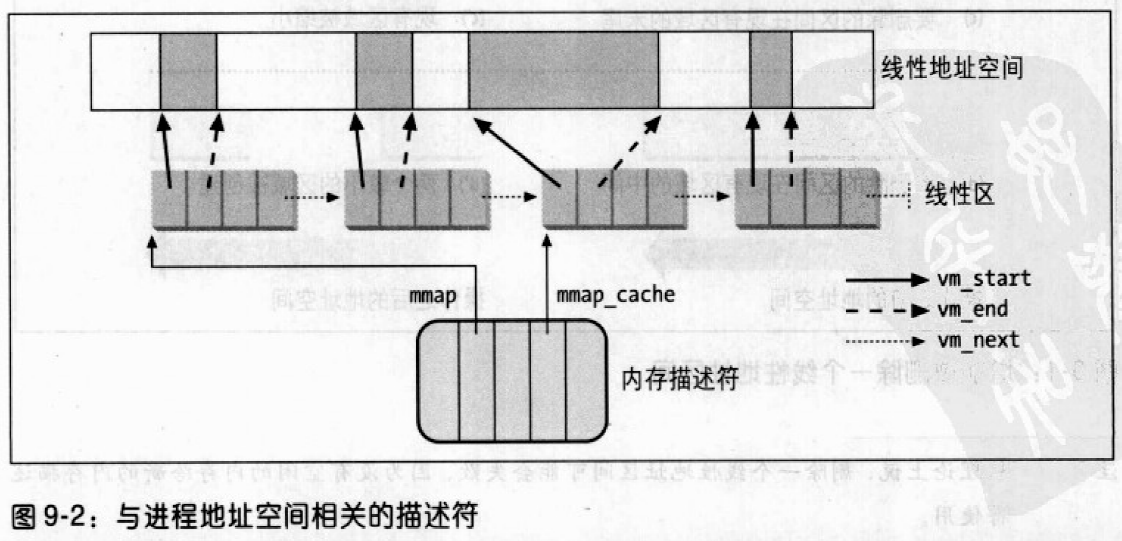 线性地址空间
线性区
vm_start
mmap
mmap_cache
vm_end
vm_next
内存描述符
图 9-2：与进程地址空间相关的描述符